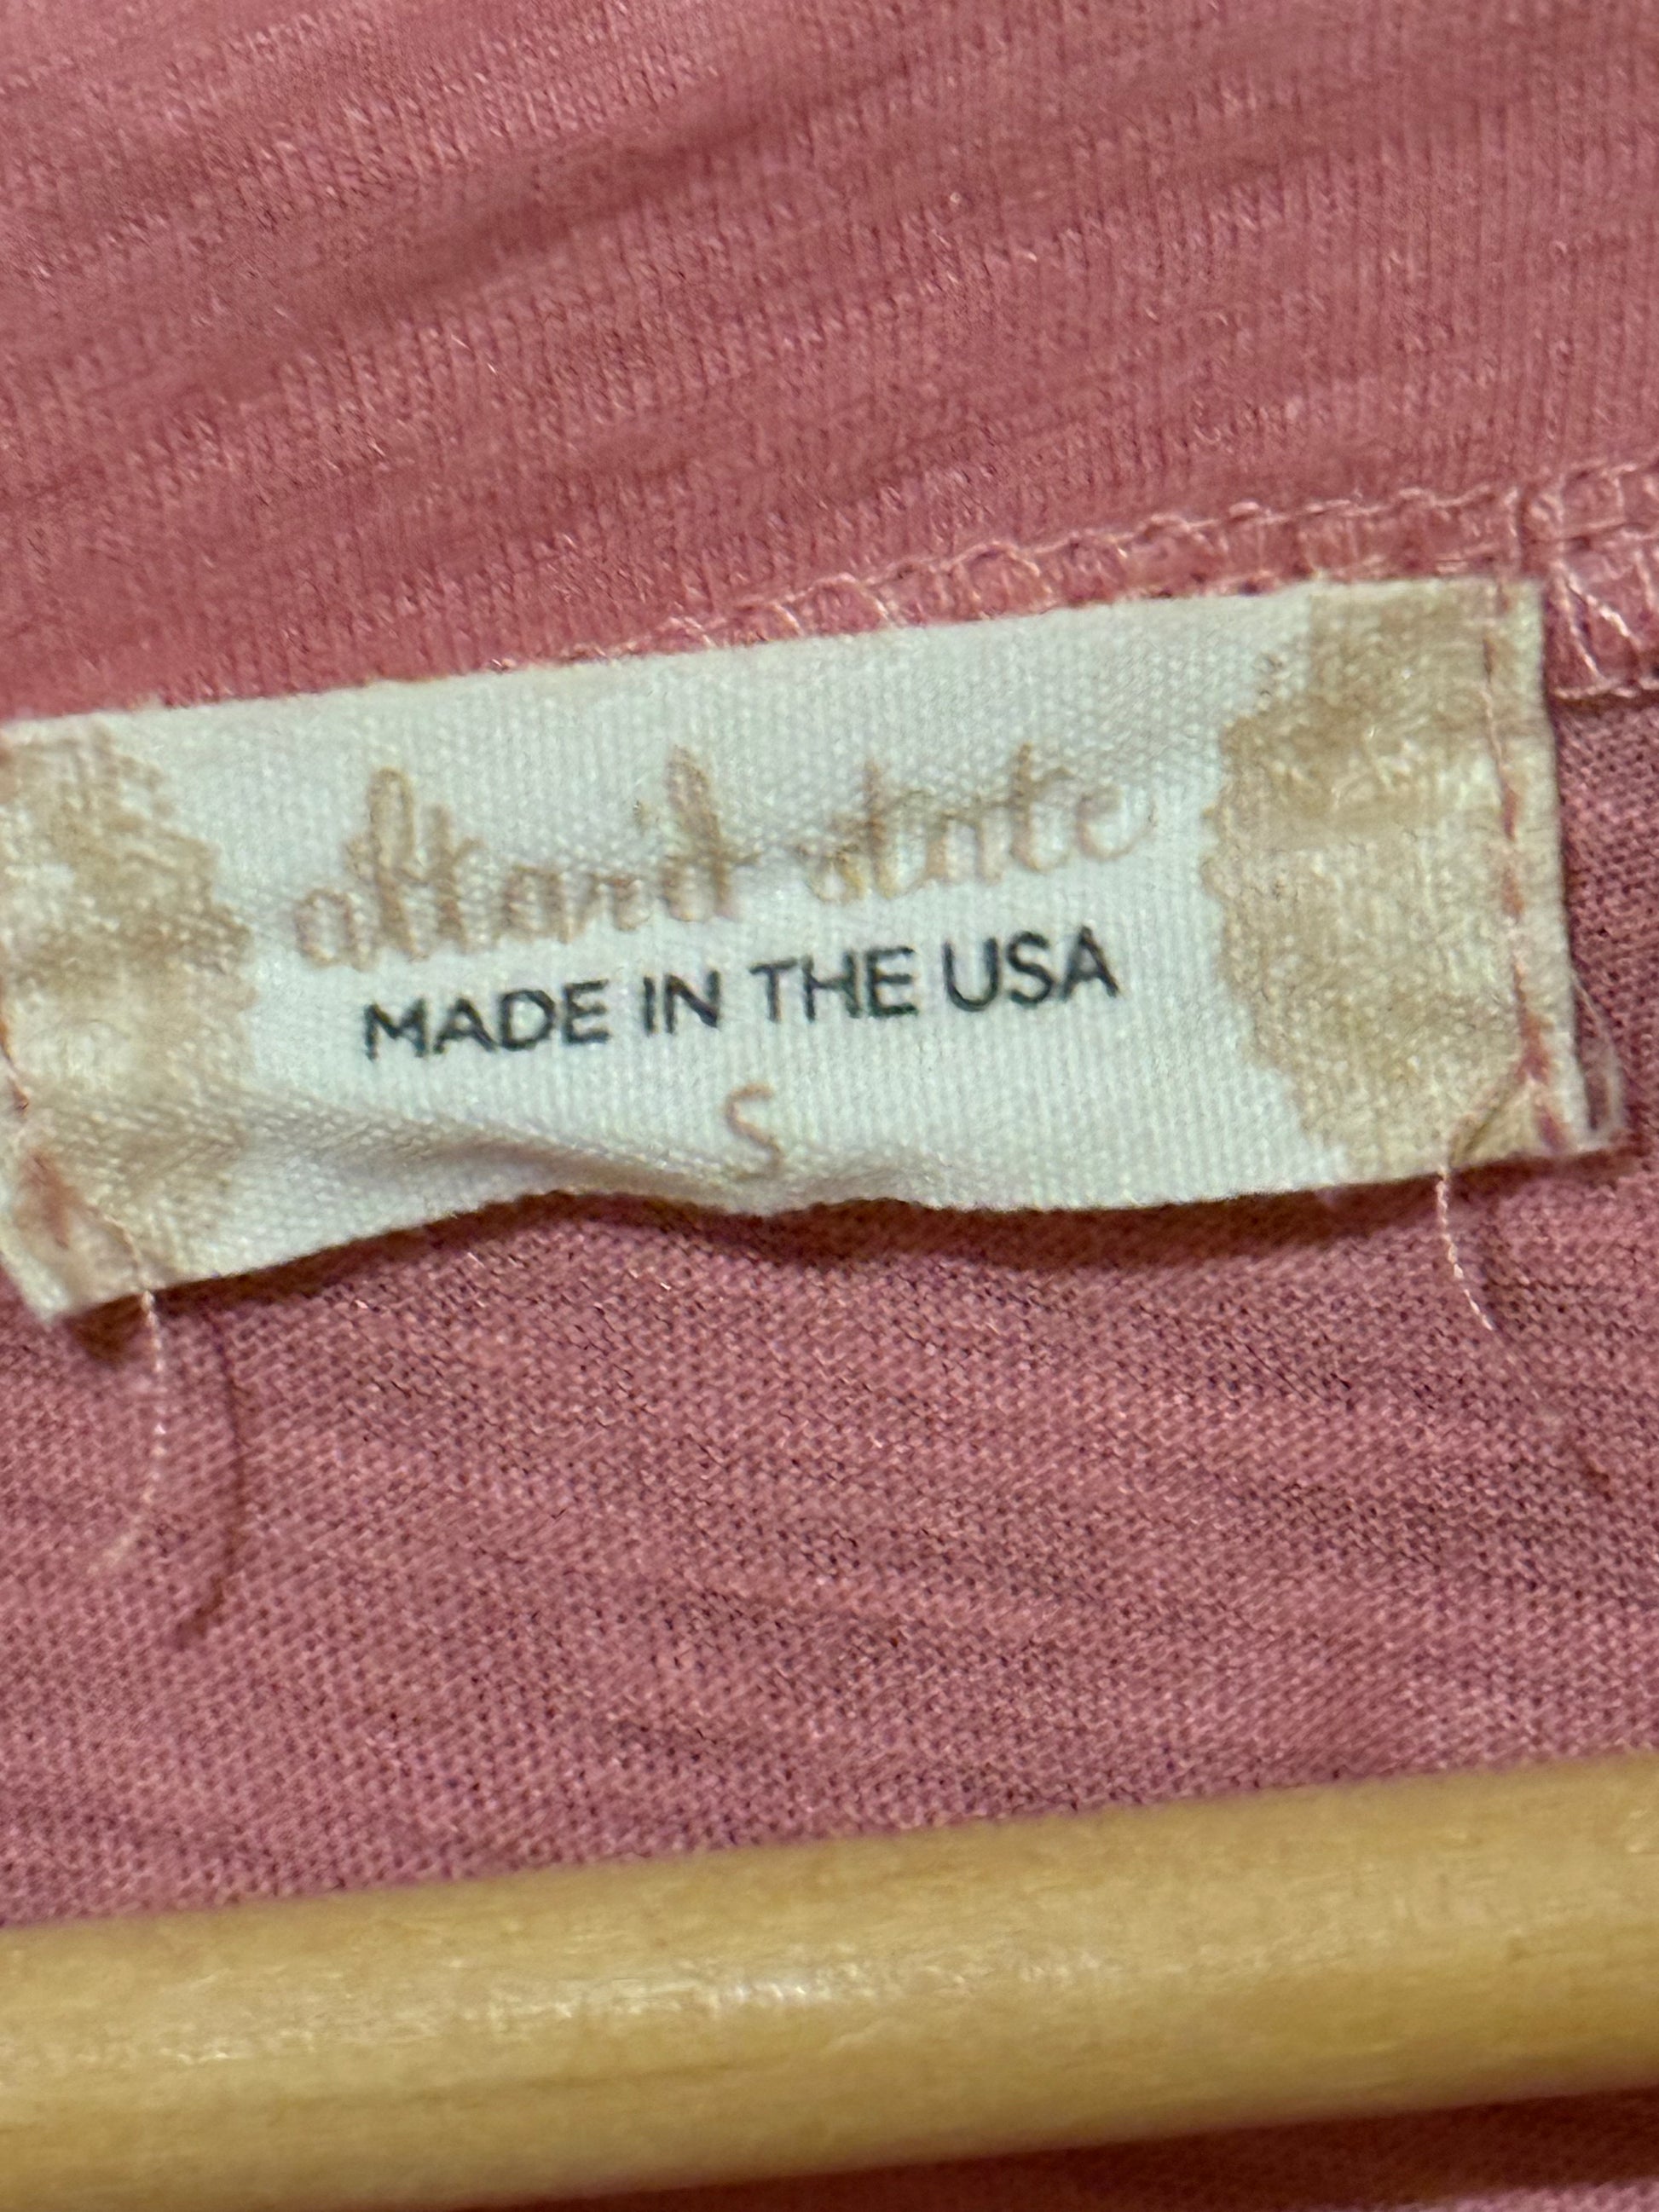 altar'd state
MADE IN THE USA
S